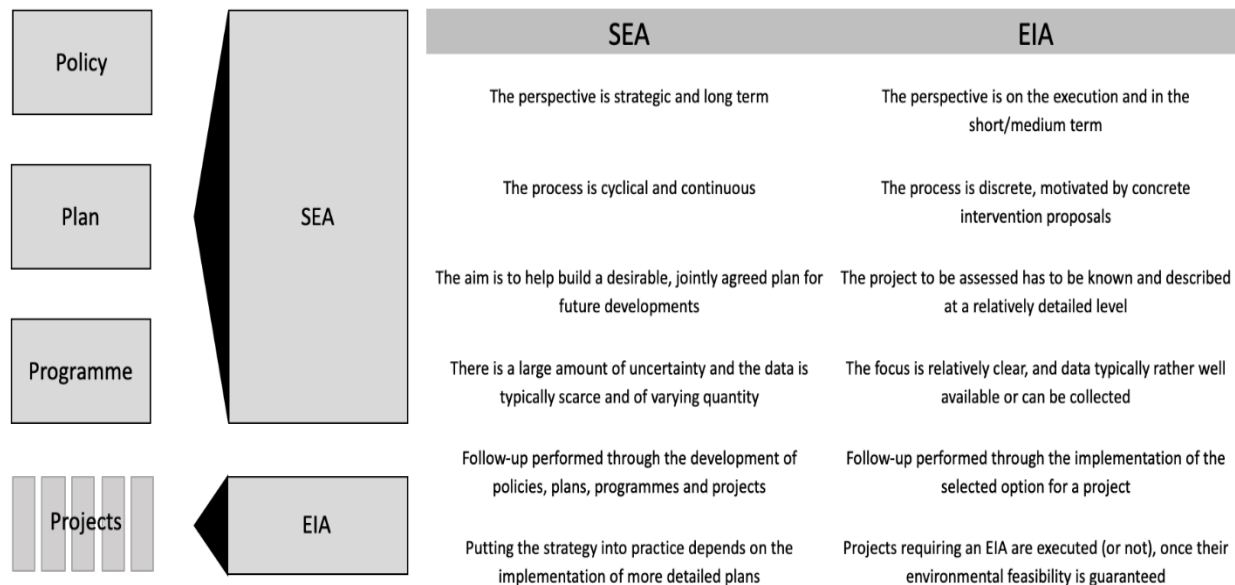 Policy
Plan
Programme
Projects
SEA
EIA
SEA
EIA
The perspective is strategic and long term
The perspective is on the execution and in the
short/medium term
The process is cyclical and continuous
The process is discrete, motivated by concrete
intervention proposals
The aim is to help build a desirable, jointly agreed plan for
future developments
The project to be assessed has to be known and described
at a relatively detailed level
There is a large amount of uncertainty and the data is
typically scarce and of varying quantity
The focus is relatively clear, and data typically rather well
available or can be collected
Follow-up performed through the development of
policies, plans, programmes and projects
Follow-up performed through the implementation of the
selected option for a project
Putting the strategy into practice depends on the
implementation of more detailed plans
Projects requiring an EIA are executed (or not), once their
environmental feasibility is guaranteed